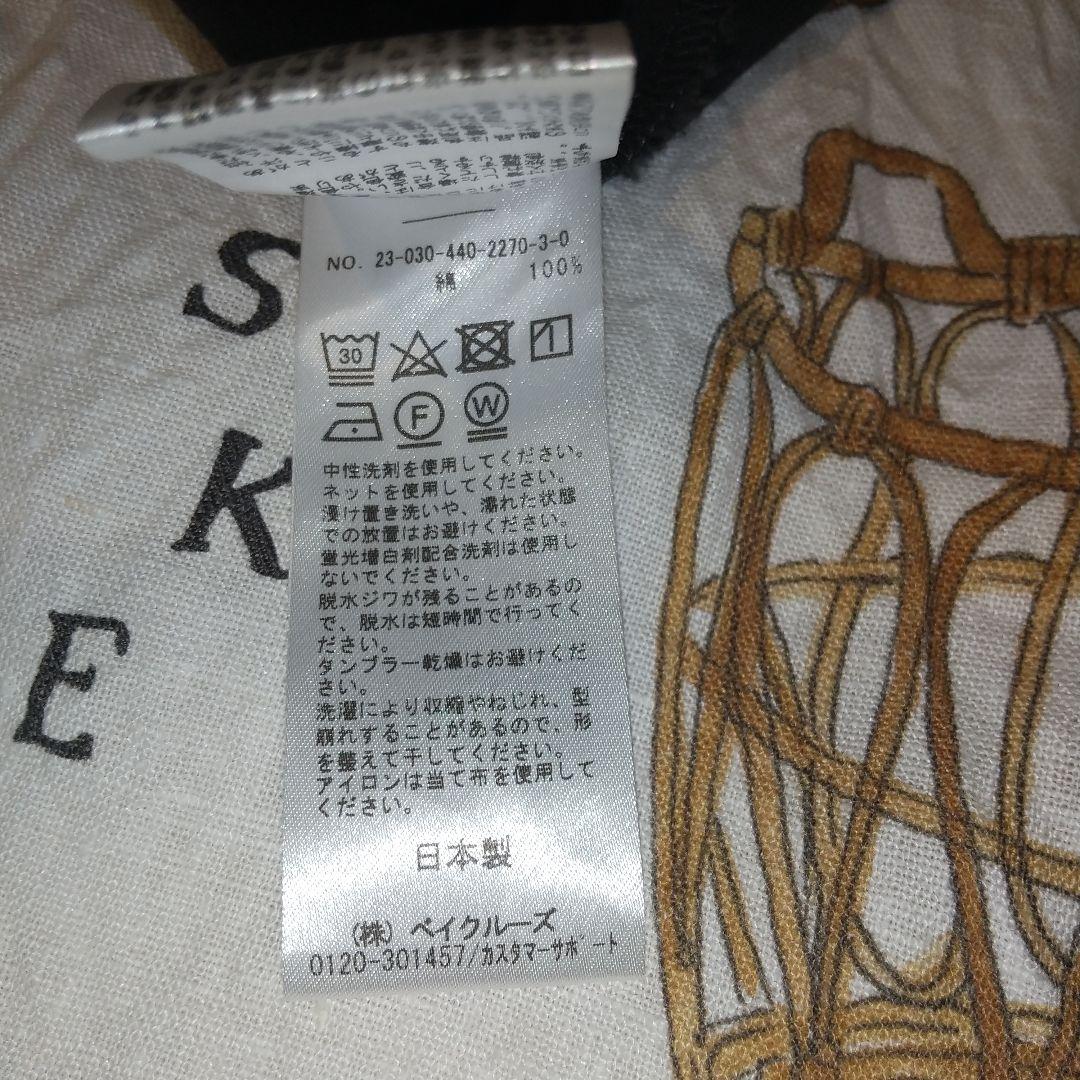 NO. 23-030-440-2270-3-0
綿 100%
30
F
W
中性洗剤を使用してください。
ネットを使用してください。
浸け置き洗いや、濡れた状態
での放置はお避けください。
蛍光増白剤配合洗剤は使用し
ないでください。
脱水ジワが残ることがあるの
で、脱水は短時間で行ってく
ださい。
タンブラー乾燥はお避けくだ
さい。
洗濯により収縮やねじれ、型
崩れすることがあるので、形
を整えて干してください。
アイロンは当て布を使用して
ください。
日本製
(株) ベイクルーズ
0120-301457/カスタマーサポート
S
K
E